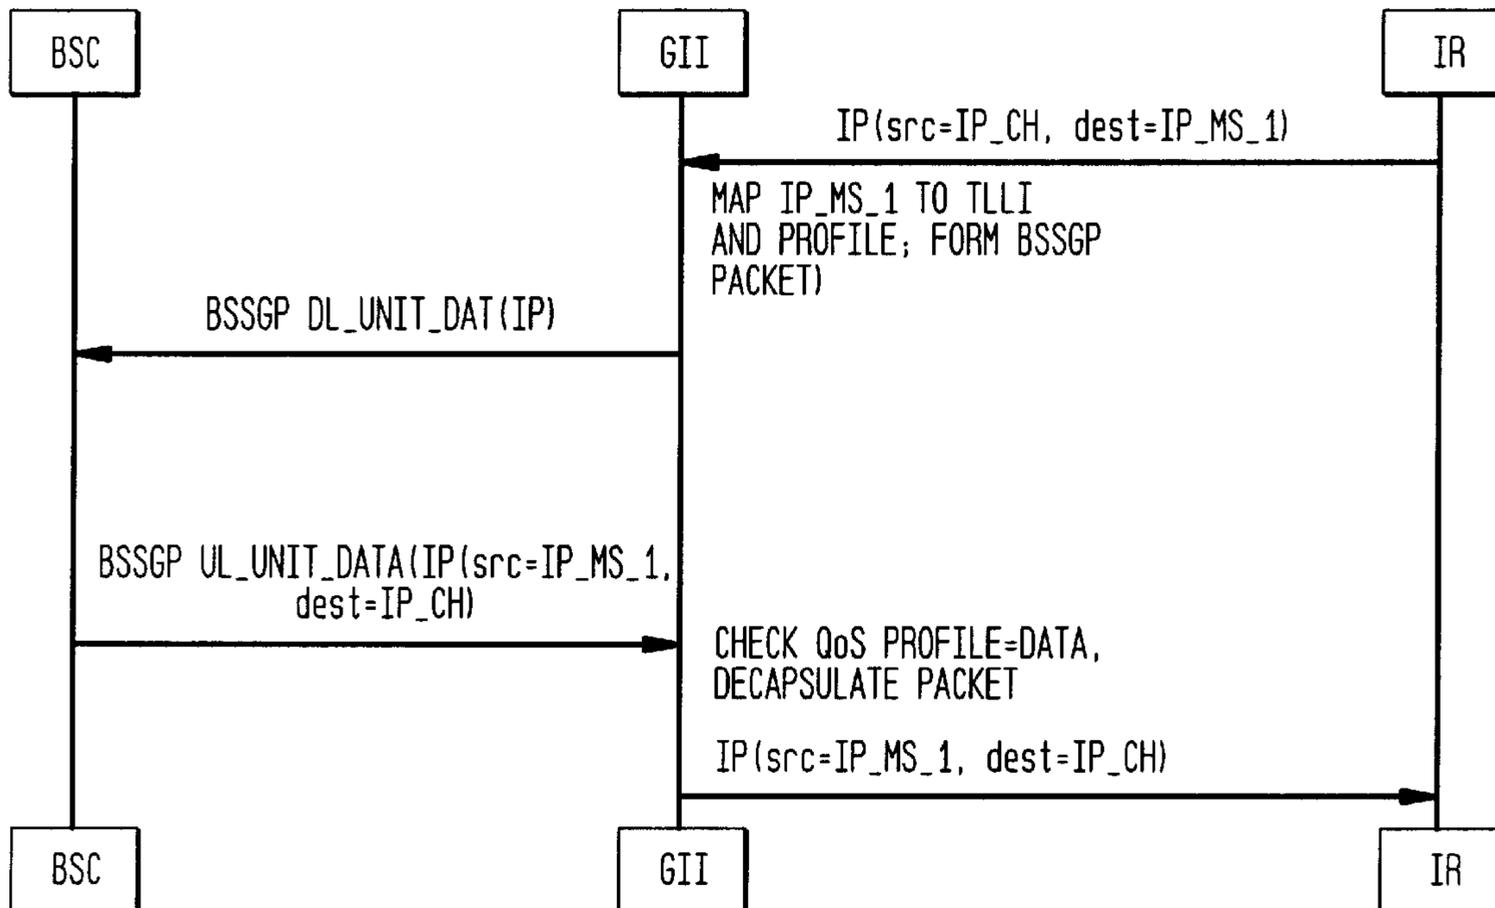 BSC
GII
IR
IP(src=IP_CH, dest=IP_MS_1)
MAP IP_MS_1 TO TLLI
AND PROFILE; FORM BSSGP
PACKET)
BSSGP DL_UNIT_DAT(IP)
BSSGP UL_UNIT_DATA(IP(src=IP_MS_1,
dest=IP_CH)
CHECK QoS PROFILE=DATA,
DECAPSULATE PACKET
IP(src=IP_MS_1, dest=IP_CH)
BSC
GII
IR